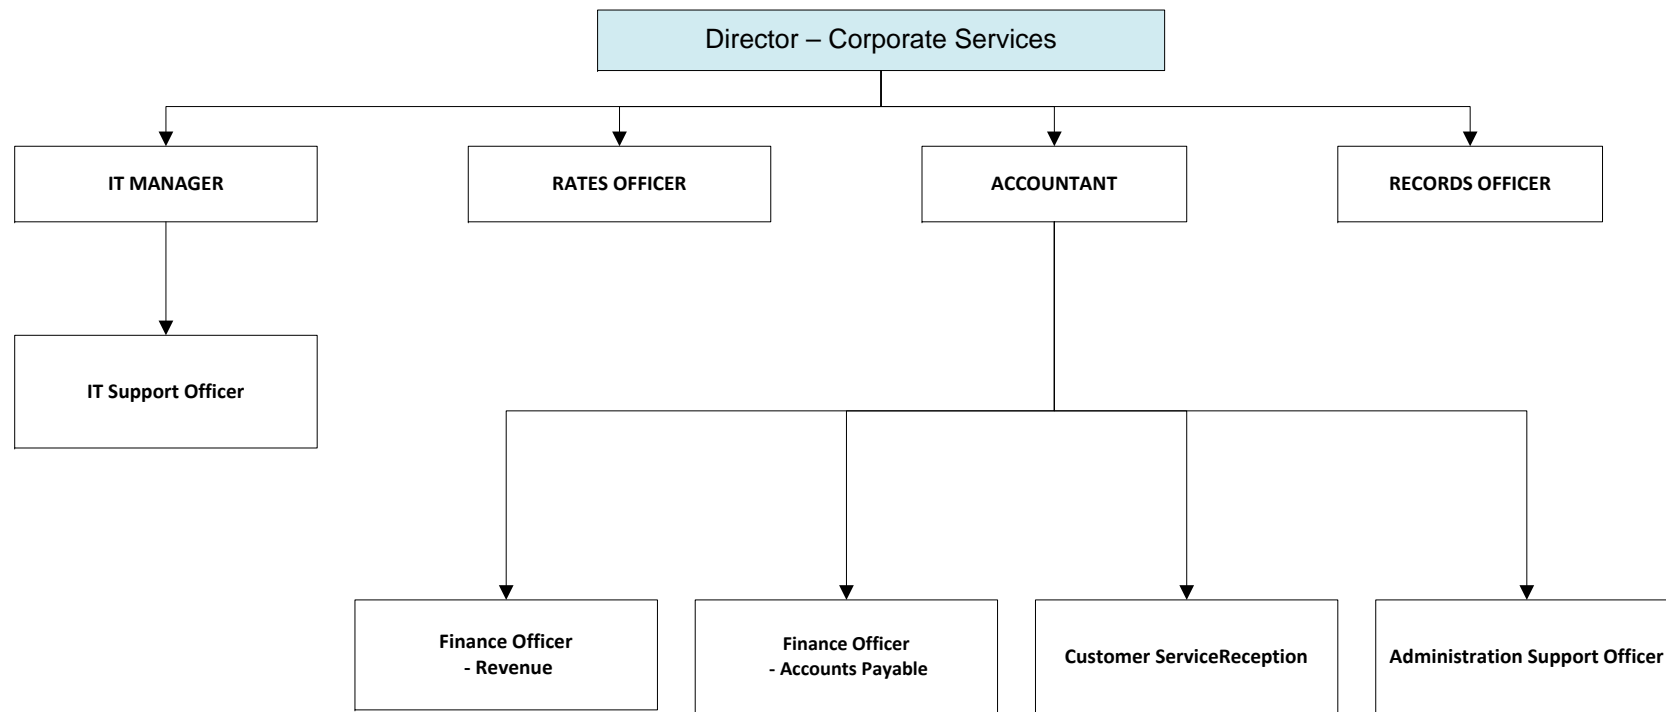 Director – Corporate Services
IT MANAGER
RATES OFFICER
ACCOUNTANT
RECORDS OFFICER
IT Support Officer
Finance Officer
- Revenue
Finance Officer
- Accounts Payable
Customer ServiceReception
Administration Support Officer